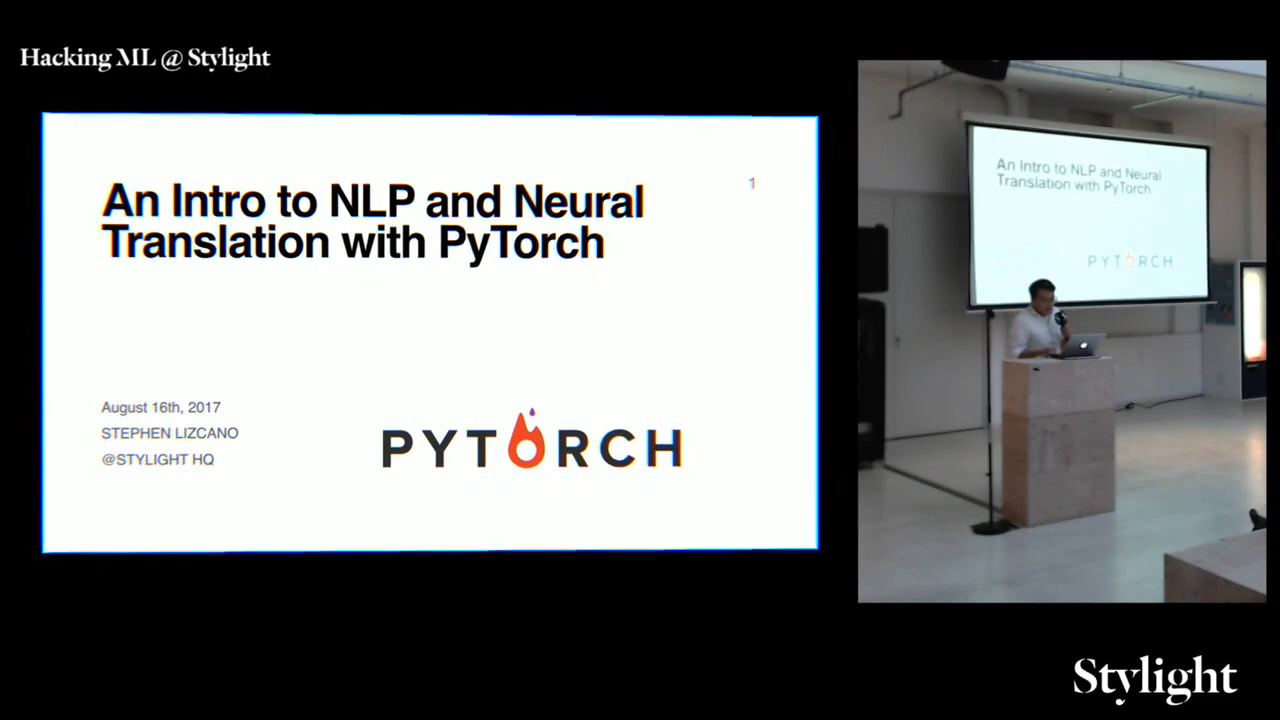 Hacking ML @ Stylight
An Intro to NLP and Neural
Translation with PyTorch
1
August 16th, 2017
STEPHEN LIZCANO
@STYLIGHT HQ
PYTORCH
An Intro to NLP and Neural
Translation with PyTorch
PYTORCH
Stylight